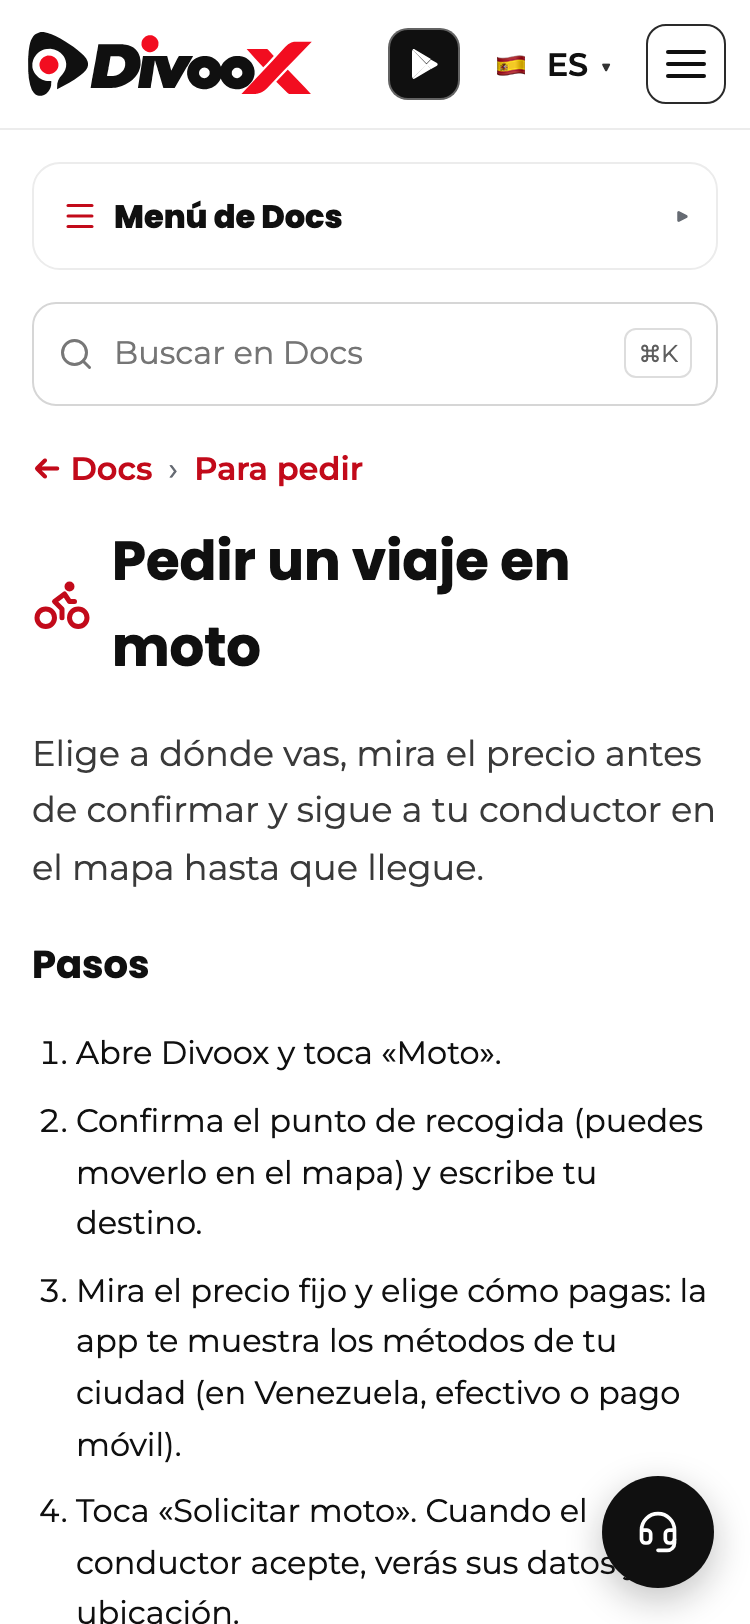 DivooX
ES
Menú de Docs
Buscar en Docs
⌘K
← Docs › Para pedir
Pedir un viaje en
moto
Elige a dónde vas, mira el precio antes
de confirmar y sigue a tu conductor en
el mapa hasta que llegue.
Pasos
1. Abre Divoox y toca «Moto».
2. Confirma el punto de recogida (puedes
moverlo en el mapa) y escribe tu
destino.
3. Mira el precio fijo y elige cómo pagas: la
app te muestra los métodos de tu
ciudad (en Venezuela, efectivo o pago
móvil).
4. Toca «Solicitar moto». Cuando el
conductor acepte, verás sus datos
ubicación.